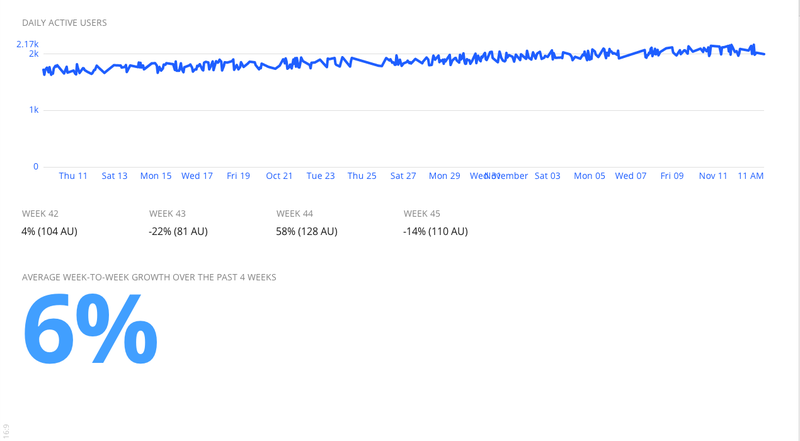 DAILY ACTIVE USERS
2.17k
2k
1k
0
Thu 11 Sat 13 Mon 15 Wed 17 Fri 19 Oct 21 Tue 23 Thu 25 Sat 27 Mon 29 Wed 31 November Sat 03 Mon 05 Wed 07 Fri 09 Nov 11 11 AM
WEEK 42 WEEK 43 WEEK 44 WEEK 45
4% (104 AU) -22% (81 AU) 58% (128 AU) -14% (110 AU)
AVERAGE WEEK-TO-WEEK GROWTH OVER THE PAST 4 WEEKS
6%
16:9